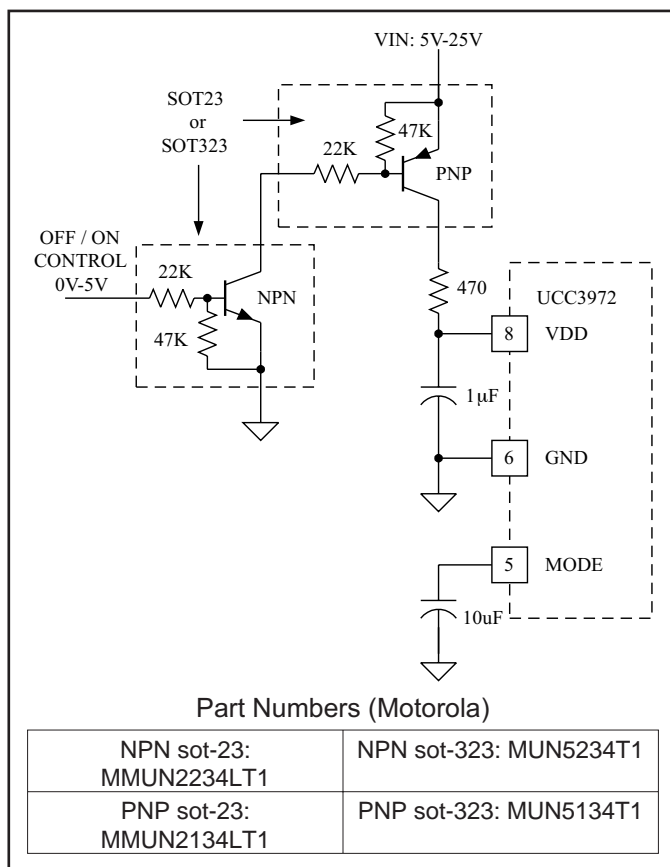 VIN: 5V-25V
SOT23
or
SOT323
47K
22K
PNP
OFF / ON
CONTROL
0V-5V
22K
NPN
47K
470
UCC3972
8
VDD
1µF
6
GND
5
MODE
10uF
Part Numbers (Motorola)
NPN sot-23:
MMUN2234LT1
NPN sot-323: MUN5234T1
PNP sot-23:
MMUN2134LT1
PNP sot-323: MUN5134T1